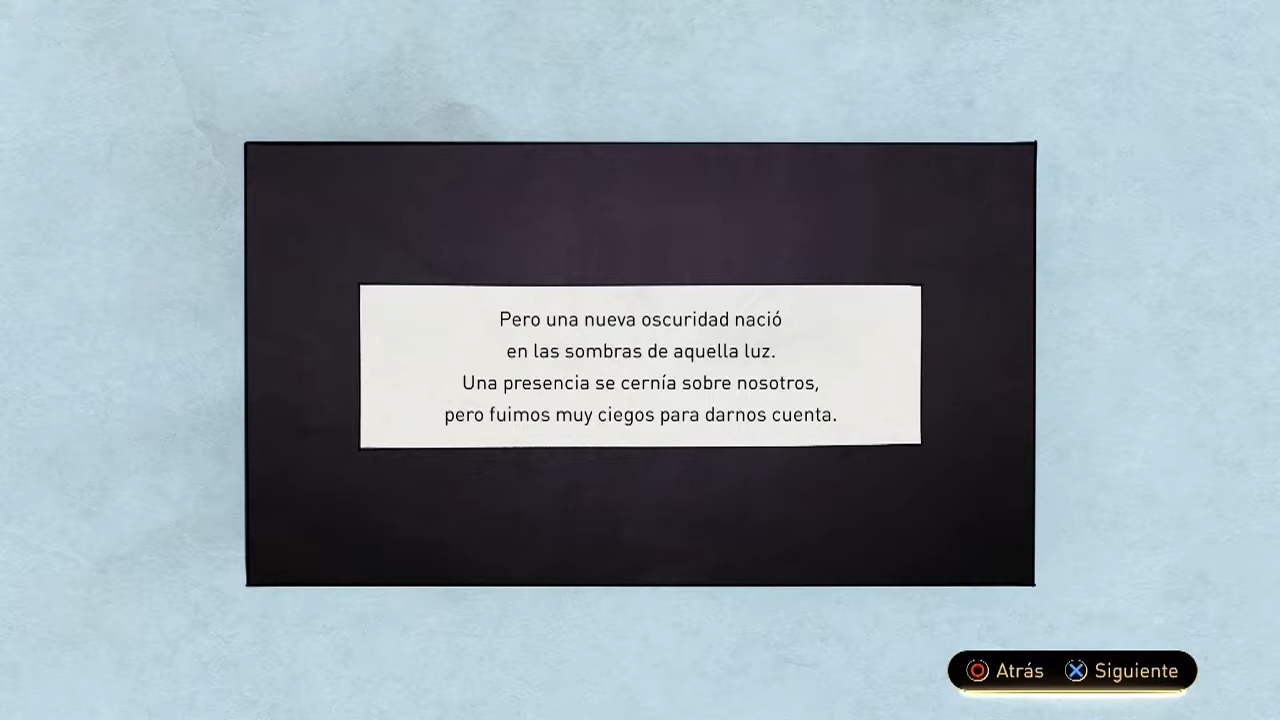 Pero una nueva oscuridad nació
en las sombras de aquella luz.
Una presencia se cernía sobre nosotros,
pero fuimos muy ciegos para darnos cuenta.
Atrás Siguiente